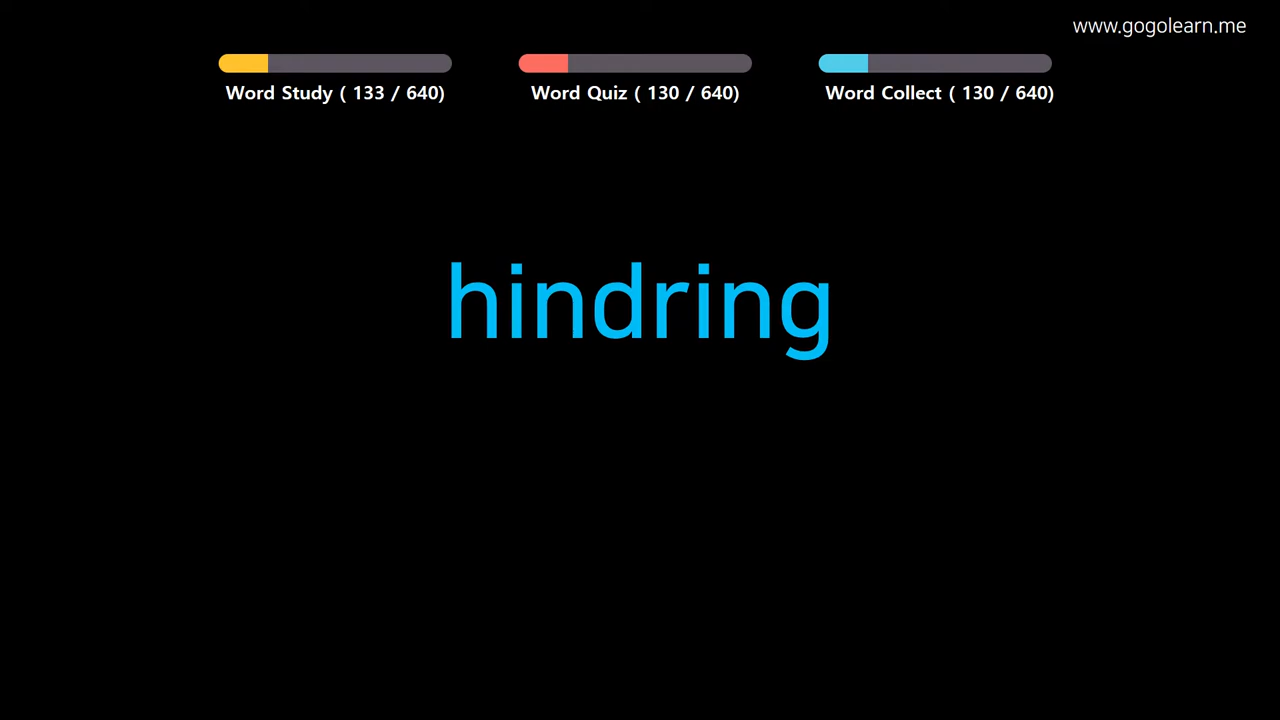 www.gogolearn.me
Word Study ( 133 / 640)
Word Quiz ( 130 / 640)
Word Collect ( 130 / 640)
hindring